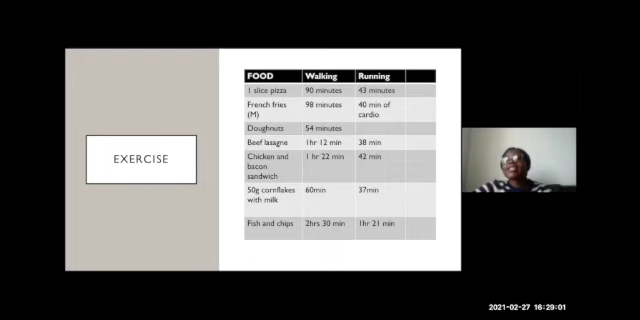 EXERCISE
FOOD Walking Running
1 slice pizza 90 minutes 43 minutes
French fries 98 minutes 40 min of
(M) cardio
Doughnuts 54 minutes
Beef lasagne 1hr 12 min 38 min
Chicken and 1 hr 22 min 42 min
bacon
sandwich
50g cornflakes 60min 37min
with milk
Fish and chips 2hrs 30 min 1hr 21 min
2021-02-27 16:29:01